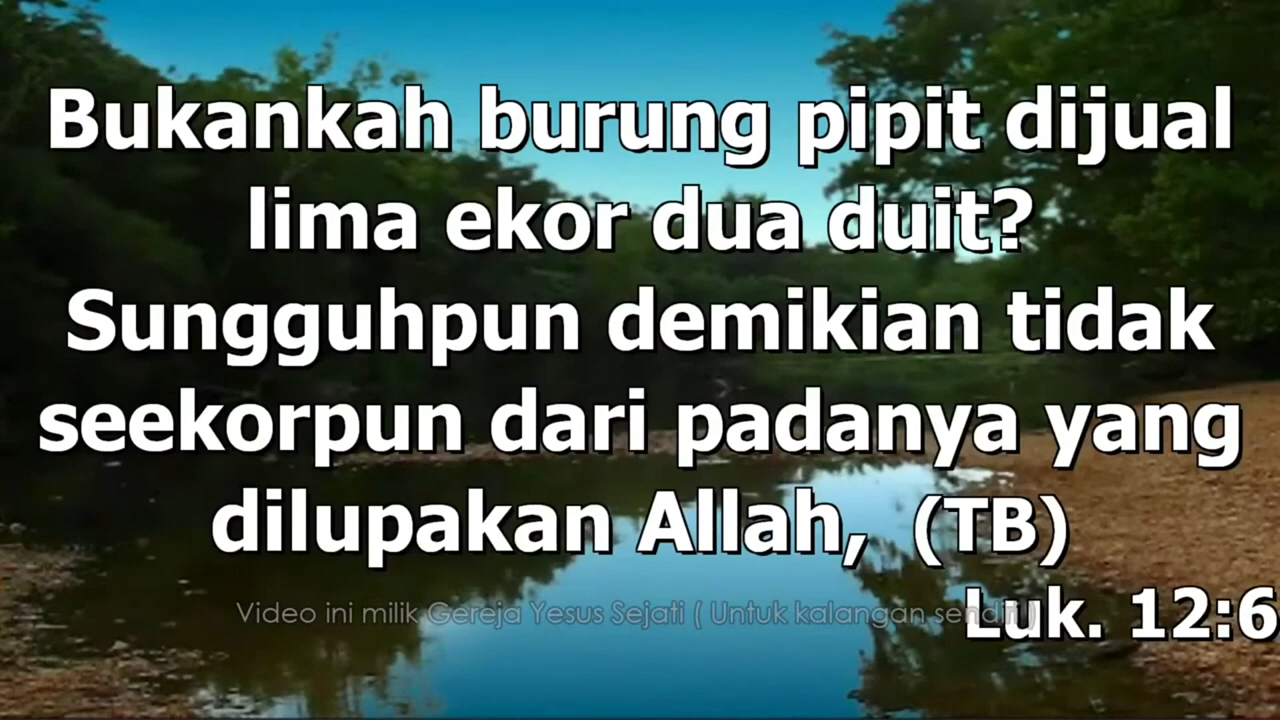 Bukankah burung pipit dijual
lima ekor dua duit?
Sungguhpun demikian tidak
seekorpun dari padanya yang
dilupakan Allah, (TB)
Luk. 12:6
Video ini milik Gereja Yesus Sejati ( Untuk kalangan sendiri )